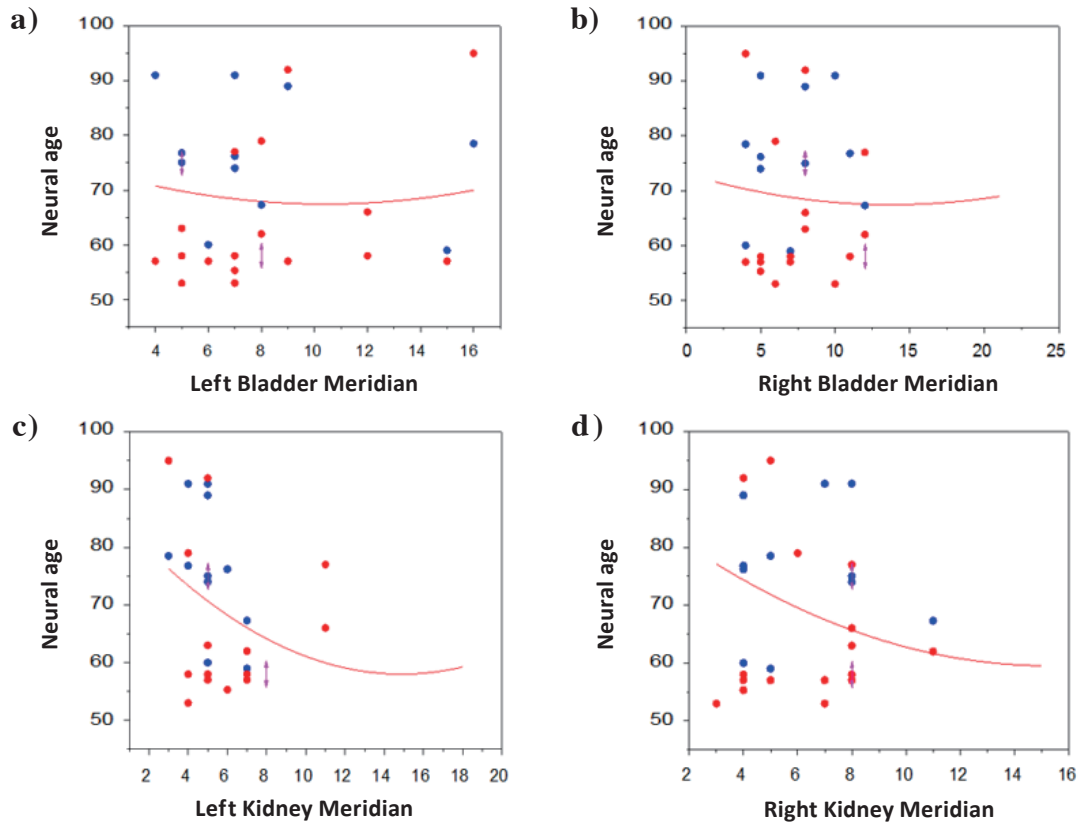 a)
100
90
80
70
60
50
Neural age
4 6 8 10 12 14 16
Left Bladder Meridian
b)
100
90
80
70
60
50
Neural age
0 5 10 15 20 25
Right Bladder Meridian
c)
100
90
80
70
60
50
Neural age
2 4 6 8 10 12 14 16 18 20
Left Kidney Meridian
d)
100
90
80
70
60
50
Neural age
2 4 6 8 10 12 14 16
Right Kidney Meridian